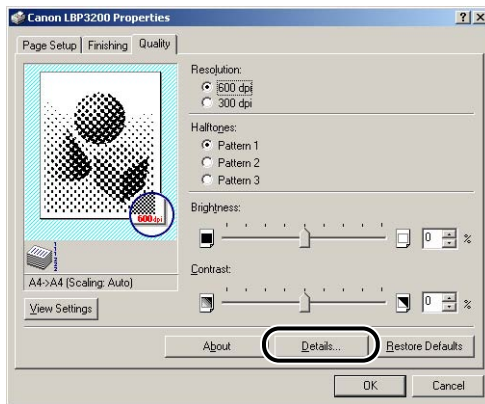 Canon LBP3200 Properties
Page Setup Finishing Quality
Resolution:
600 dpi
300 dpi
Halftones:
Pattern 1
Pattern 2
Pattern 3
600dpi
Brightness:
0 %
A4->A4 (Scaling: Auto)
Contrast:
0 %
View Settings
About Details... Restore Defaults
OK Cancel